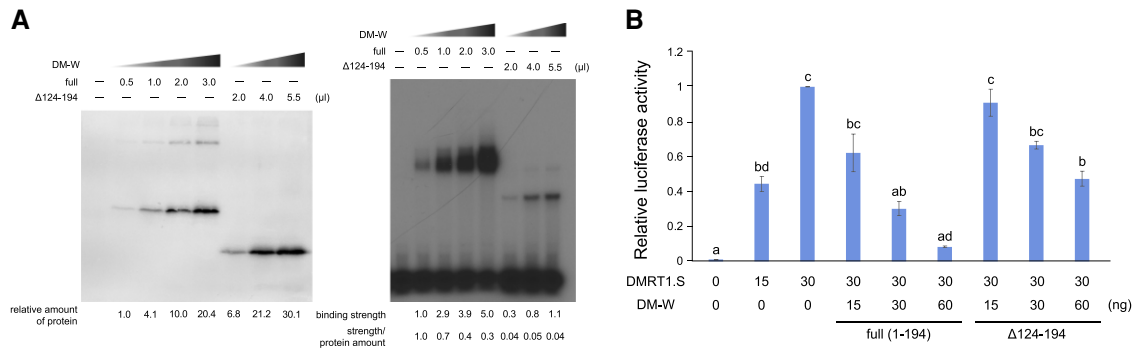 A
DM-W
full — 0.5 1.0 2.0 3.0 — — —
Δ124-194 — — — — — 2.0 4.0 5.5 (μl)
relative amount
of protein 1.0 4.1 10.0 20.4 6.8 21.2 30.1
DM-W
full — 0.5 1.0 2.0 3.0 — — —
Δ124-194 — — — — — 2.0 4.0 5.5 (μl)
binding strength 1.0 2.9 3.9 5.0 0.3 0.8 1.1
strength/
protein amount 1.0 0.7 0.4 0.3 0.04 0.05 0.04
B
Relative luciferase activity
1.2
1
0.8
0.6
0.4
0.2
0
a bd c bc ab ad c bc b
DMRT1.S 0 15 30 30 30 30 30 30 30
DM-W 0 0 0 15 30 60 15 30 60 (ng)
full (1-194) Δ124-194